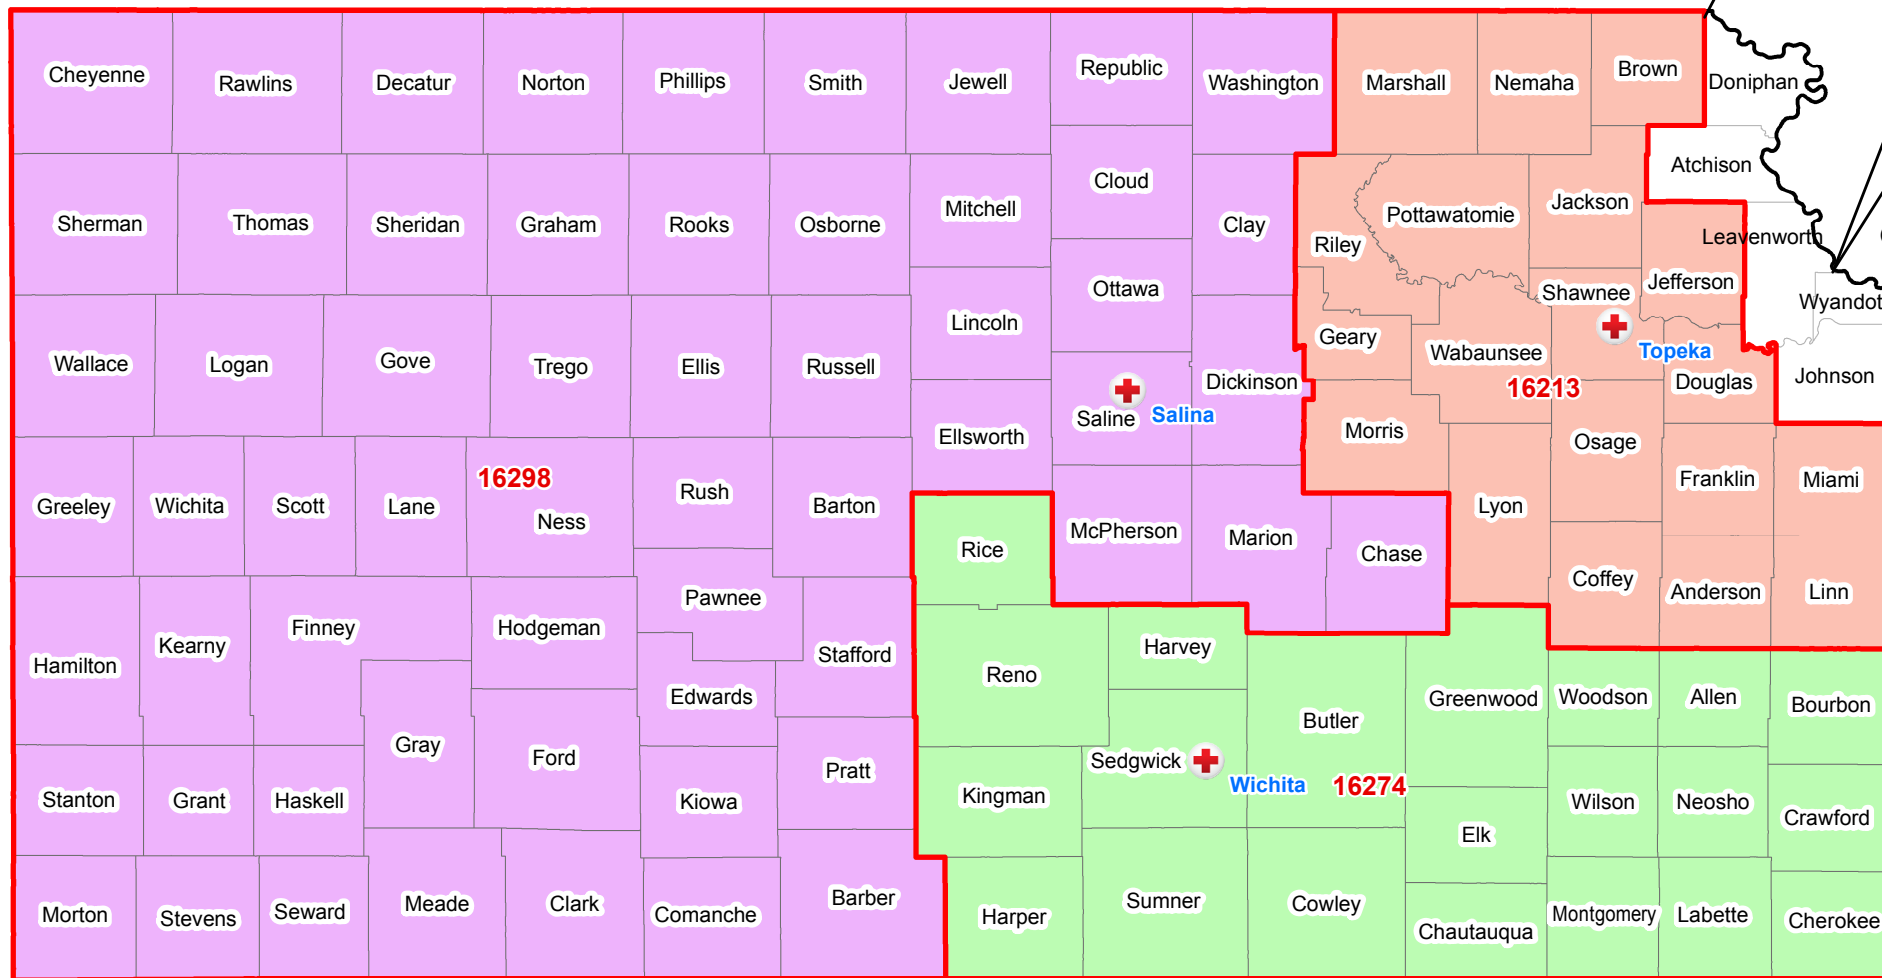 Cheyenne
Rawlins
Decatur
Norton
Phillips
Smith
Jewell
Republic
Washington
Marshall
Nemaha
Brown
Doniphan
Atchison
Sherman
Thomas
Sheridan
Graham
Rooks
Osborne
Mitchell
Cloud
Clay
Riley
Pottawatomie
Jackson
Leavenworth
Jefferson
Wyandot
Ottawa
Lincoln
Shawnee
Topeka
Geary
Wabaunsee
Wallace
Logan
Gove
Trego
Ellis
Russell
Dickinson
16213
Douglas
Johnson
Saline
Salina
Ellsworth
Morris
Osage
Greeley
Wichita
Scott
Lane
16298
Ness
Rush
Barton
Lyon
Franklin
Miami
Rice
McPherson
Marion
Chase
Coffey
Anderson
Linn
Hamilton
Kearny
Finney
Hodgeman
Pawnee
Stafford
Edwards
Reno
Harvey
Butler
Greenwood
Woodson
Allen
Bourbon
Gray
Ford
Sedgwick
Wichita
16274
Pratt
Kiowa
Kingman
Stanton
Grant
Haskell
Elk
Wilson
Neosho
Crawford
Morton
Stevens
Seward
Meade
Clark
Comanche
Barber
Harper
Sumner
Cowley
Chautauqua
Montgomery
Labette
Cherokee